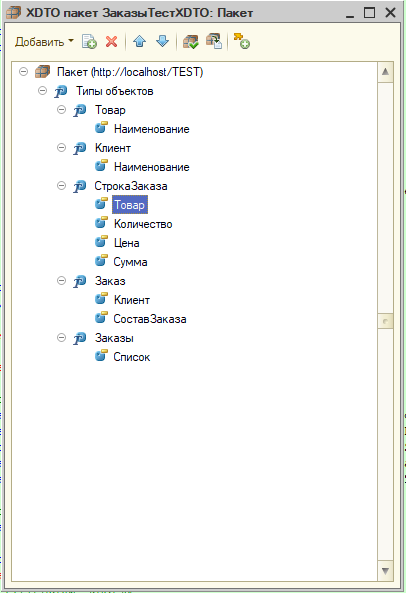 XDTO пакет ЗаказыТестXDTO: Пакет
Добавить
Пакет (http://localhost/TEST)
Типы объектов
Товар
Наименование
Клиент
Наименование
СтрокаЗаказа
Товар
Количество
Цена
Сумма
Заказ
Клиент
СоставЗаказа
Заказы
Список